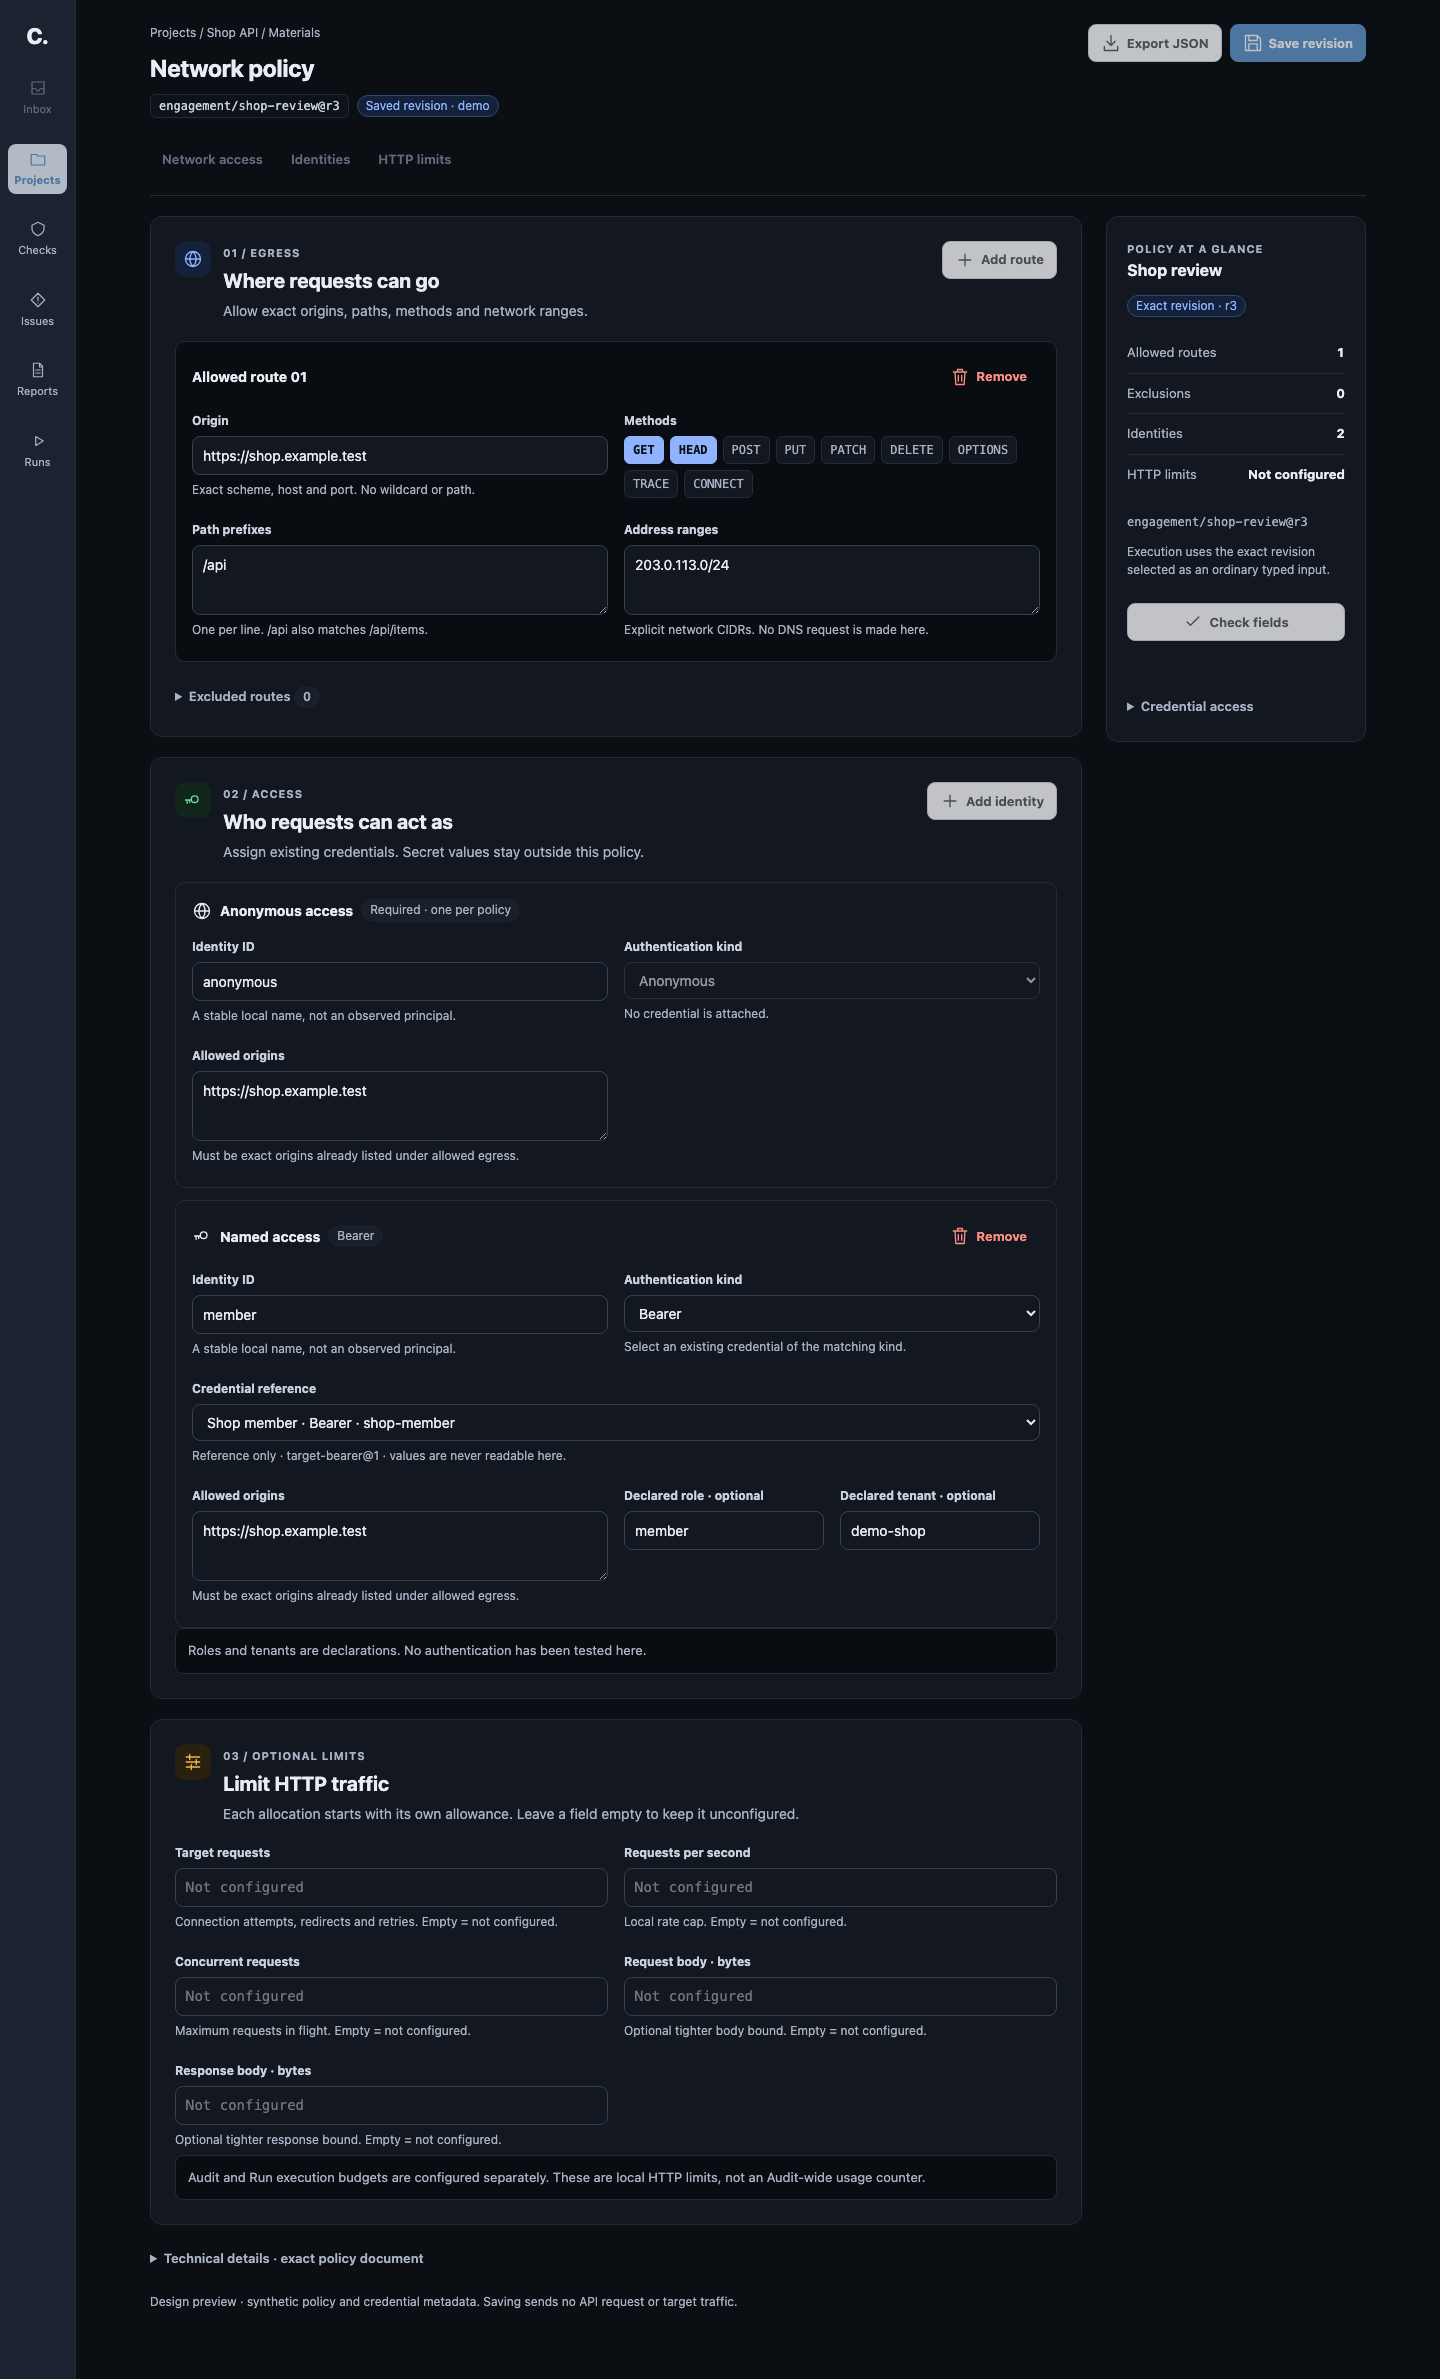 C.
Inbox
Projects
Checks
Issues
Reports
Runs
Projects / Shop API / Materials
Network policy
engagement/shop-review@r3
Saved revision · demo
Export JSON
Save revision
Network access
Identities
HTTP limits
01 / EGRESS
Where requests can go
Allow exact origins, paths, methods and network ranges.
Add route
Allowed route 01
Remove
Origin
https://shop.example.test
Exact scheme, host and port. No wildcard or path.
Methods
GET HEAD POST PUT PATCH DELETE OPTIONS
TRACE CONNECT
Path prefixes
/api
One per line. /api also matches /api/items.
Address ranges
203.0.113.0/24
Explicit network CIDRs. No DNS request is made here.
Excluded routes 0
POLICY AT A GLANCE
Shop review
Exact revision · r3
Allowed routes 1
Exclusions 0
Identities 2
HTTP limits Not configured
engagement/shop-review@r3
Execution uses the exact revision
selected as an ordinary typed input.
Check fields
Credential access
02 / ACCESS
Who requests can act as
Assign existing credentials. Secret values stay outside this policy.
Add identity
Anonymous access
Required · one per policy
Identity ID
anonymous
A stable local name, not an observed principal.
Authentication kind
Anonymous
No credential is attached.
Allowed origins
https://shop.example.test
Must be exact origins already listed under allowed egress.
Named access
Bearer
Remove
Identity ID
member
A stable local name, not an observed principal.
Authentication kind
Bearer
Select an existing credential of the matching kind.
Credential reference
Shop member · Bearer · shop-member
Reference only · target-bearer@1 · values are never readable here.
Allowed origins
https://shop.example.test
Must be exact origins already listed under allowed egress.
Declared role · optional
member
Declared tenant · optional
demo-shop
Roles and tenants are declarations. No authentication has been tested here.
03 / OPTIONAL LIMITS
Limit HTTP traffic
Each allocation starts with its own allowance. Leave a field empty to keep it unconfigured.
Target requests
Not configured
Connection attempts, redirects and retries. Empty = not configured.
Requests per second
Not configured
Local rate cap. Empty = not configured.
Concurrent requests
Not configured
Maximum requests in flight. Empty = not configured.
Request body · bytes
Not configured
Optional tighter body bound. Empty = not configured.
Response body · bytes
Not configured
Optional tighter response bound. Empty = not configured.
Audit and Run execution budgets are configured separately. These are local HTTP limits, not an Audit-wide usage counter.
Technical details · exact policy document
Design preview · synthetic policy and credential metadata. Saving sends no API request or target traffic.